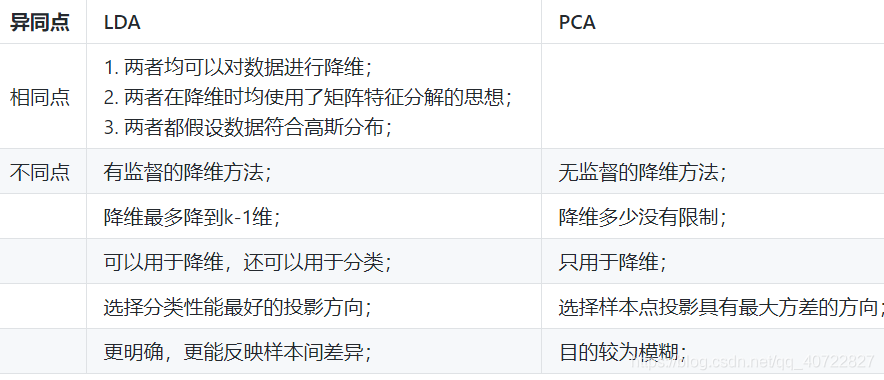 异同点 LDA PCA
1. 两者均可以对数据进行降维；
相同点 2. 两者在降维时均使用了矩阵特征分解的思想；
3. 两者都假设数据符合高斯分布；
不同点 有监督的降维方法； 无监督的降维方法；
降维最多降到k-1维； 降维多少没有限制；
可以用于降维，还可以用于分类； 只用于降维；
选择分类性能最好的投影方向； 选择样本点投影具有最大方差的方向；
更明确，更能反映样本间差异； 目的较为模糊；
https://blog.csdn.net/qq_40722827